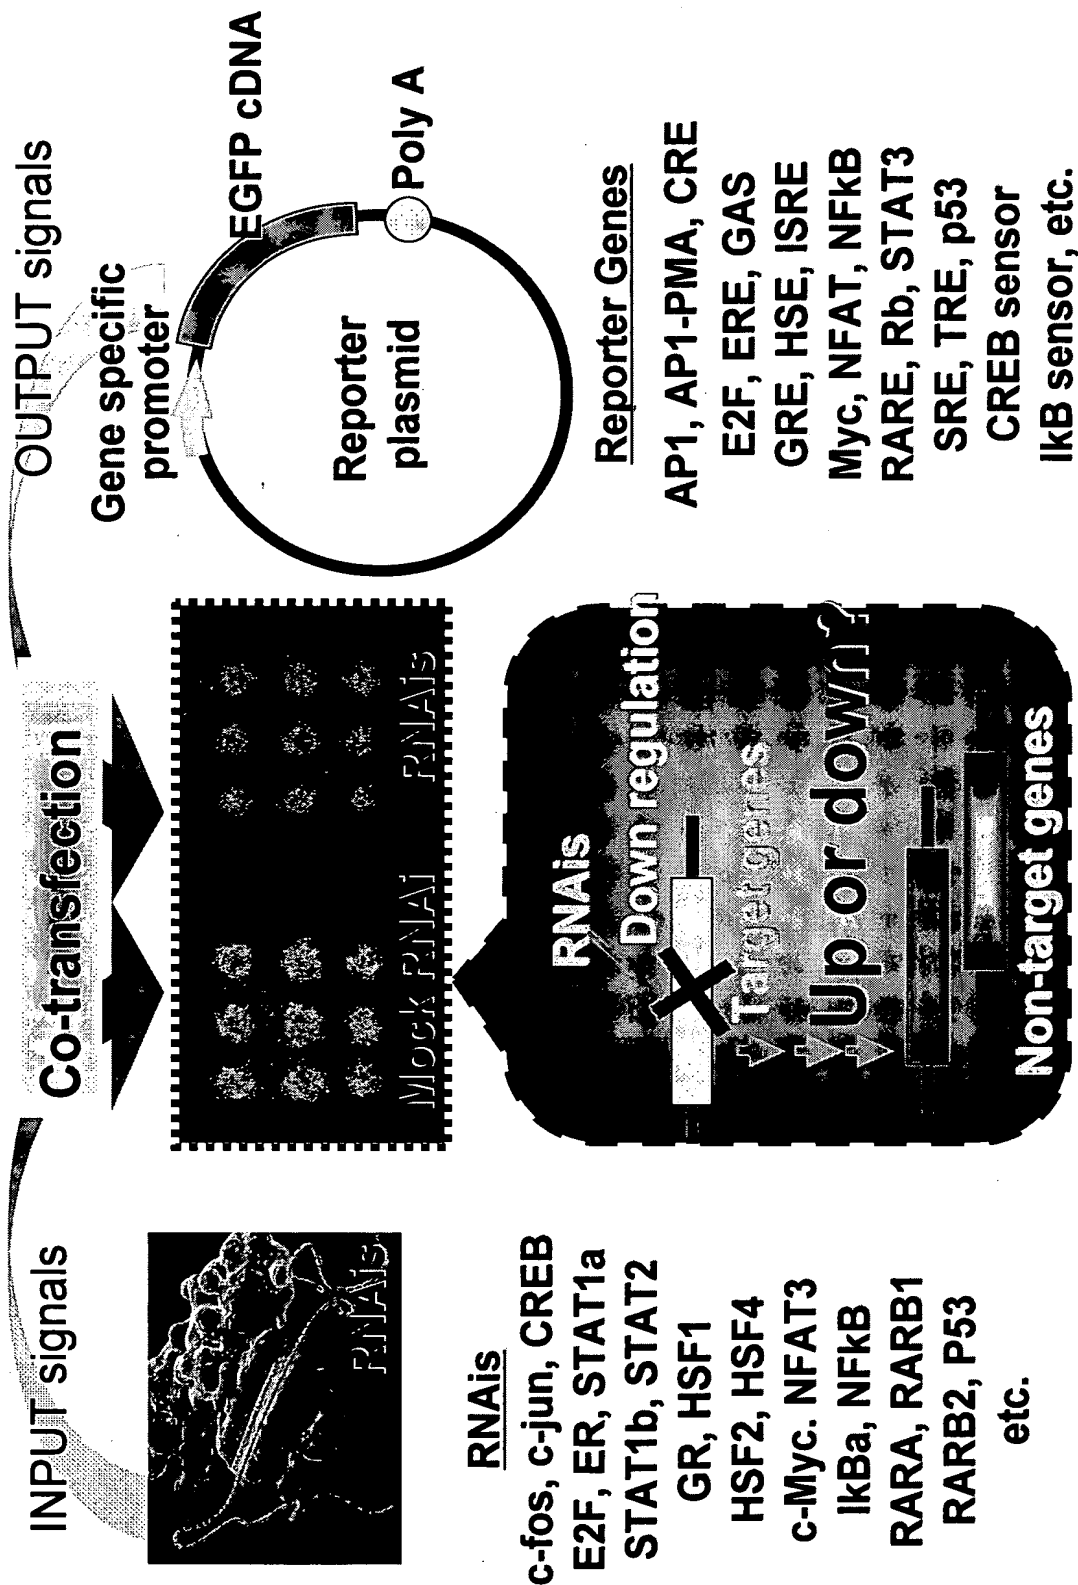 INPUT signals
RNAis
RNAis
c-fos, c-jun, CREB
E2F, ER, STAT1a
STAT1b, STAT2
GR, HSF1
HSF2, HSF4
c-Myc. NFAT3
IkBa, NFkB
RARA, RARB1
RARB2, P53
etc.
Co-transfection
Mock RNAi
RNAis
RNAis
Down regulation
Target genes
Up or down?
Non-target genes
OUTPUT signals
Gene specific
promoter
EGFP cDNA
Poly A
Reporter
plasmid
Reporter Genes
AP1, AP1-PMA, CRE
E2F, ERE, GAS
GRE, HSE, ISRE
Myc, NFAT, NFkB
RARE, Rb, STAT3
SRE, TRE, p53
CREB sensor
IkB sensor, etc.